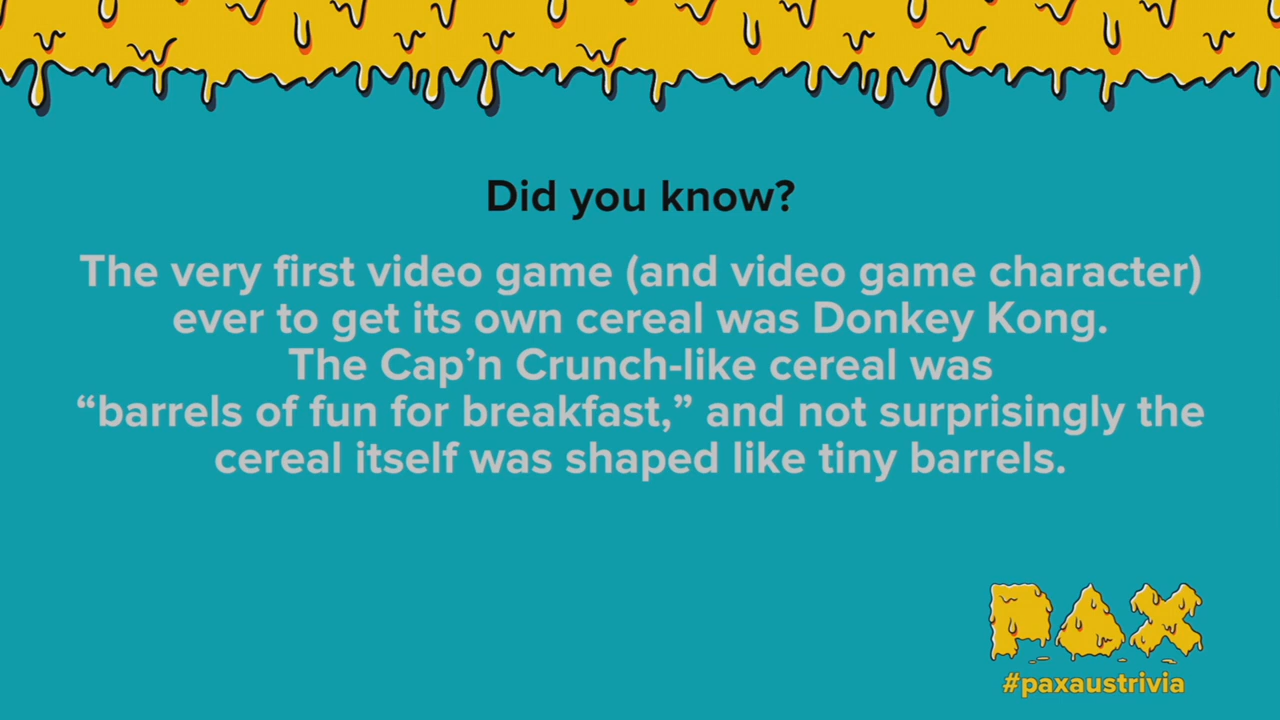 Did you know?
The very first video game (and video game character)
ever to get its own cereal was Donkey Kong.
The Cap’n Crunch-like cereal was
“barrels of fun for breakfast,” and not surprisingly the
cereal itself was shaped like tiny barrels.
PAX
#paxaustrivia